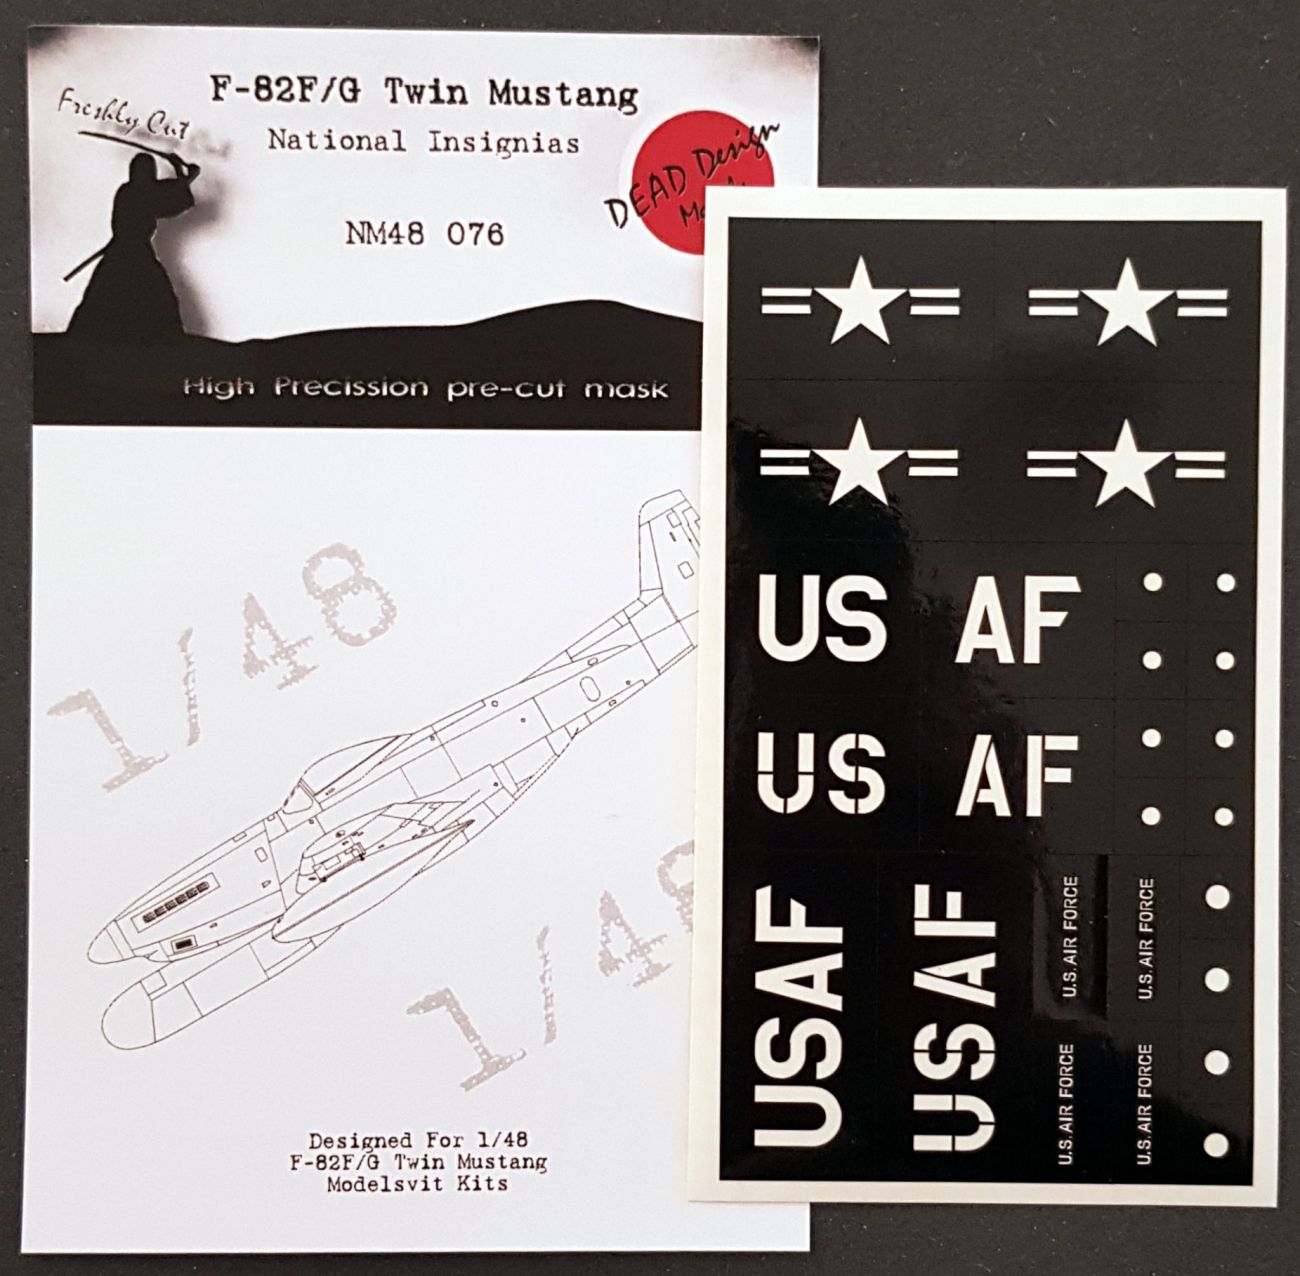 F-82F/G Twin Mustang
National Insignias
NM48 076
Freshly Cut
DEAD Design
High Precission pre-cut mask
1/48
1/48
Designed For 1/48
F-82F/G Twin Mustang
Modelsvit Kits
US AF
US AF
USAF
USAF
U.S. AIR FORCE
U.S. AIR FORCE
U.S. AIR FORCE
U.S. AIR FORCE